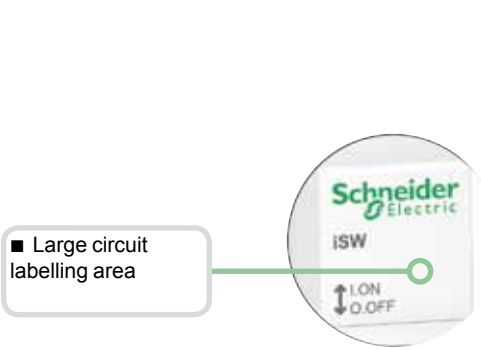 ■ Large circuit
labelling area
Schneider
Electric
iSW
I.ON
O.OFF